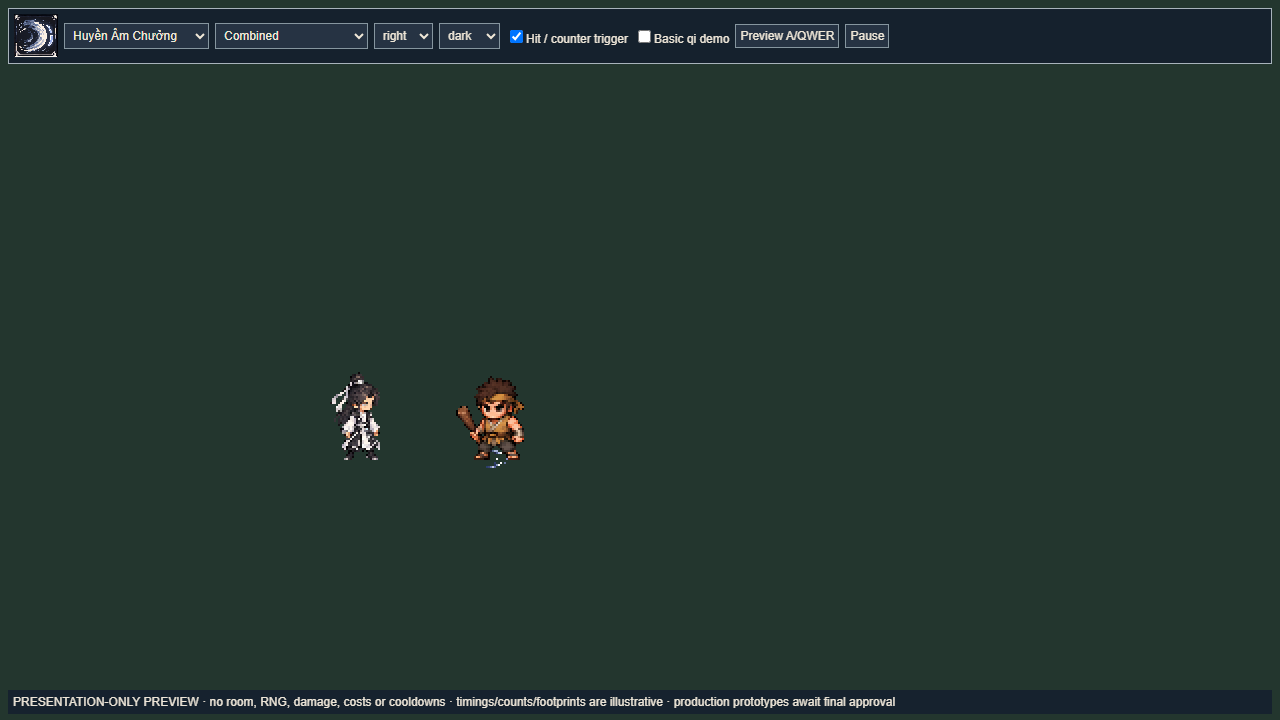 Huyền Âm Chưởng Combined right dark Hit / counter trigger Basic qi demo Preview A/QWER Pause
PRESENTATION-ONLY PREVIEW · no room, RNG, damage, costs or cooldowns · timings/counts/footprints are illustrative · production prototypes await final approval